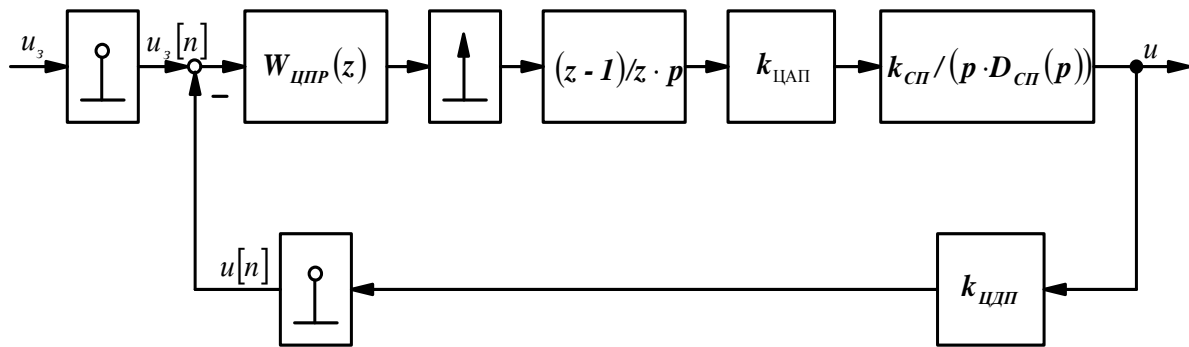 u_з
u_з[n]
W_ЦПР(z)
(z - 1)/z · p
k_ЦАП
k_СП/(p · D_СП(p))
u
−
u[n]
k_ЦДП